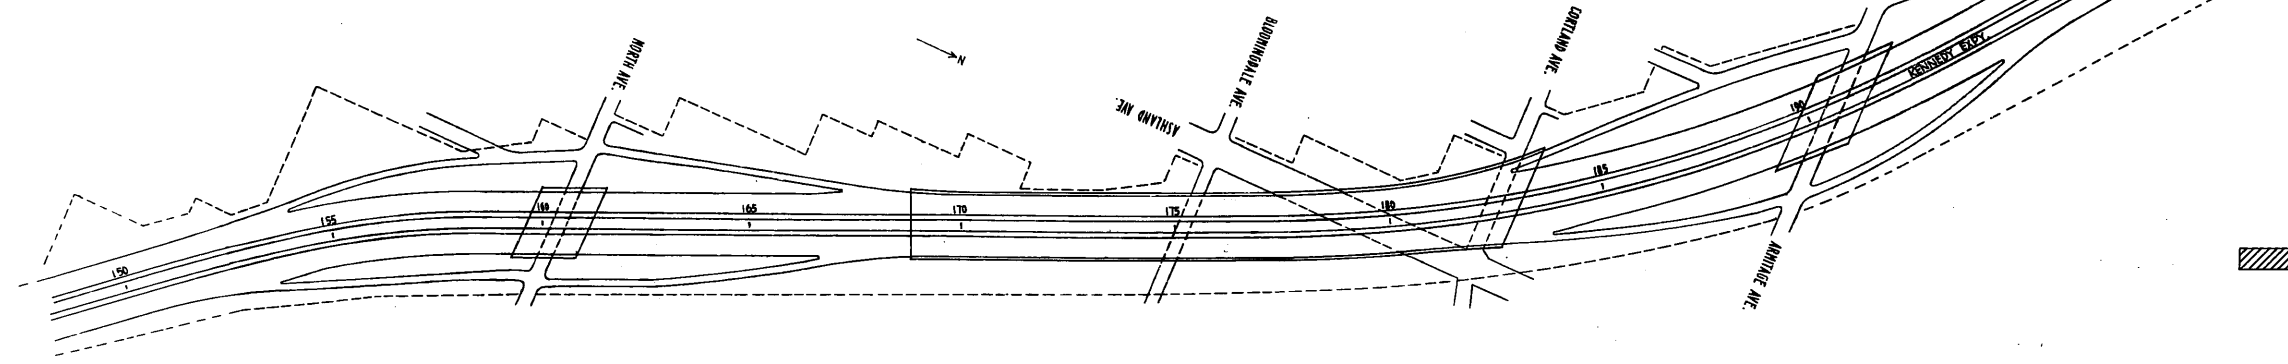 NORTH AVE.
N
BLOOMINGDALE AVE.
ASHLAND AVE.
CORTLAND AVE.
KENNEDY EXPY.
ARMITAGE AVE.
150
155
160
165
170
175
180
185
190